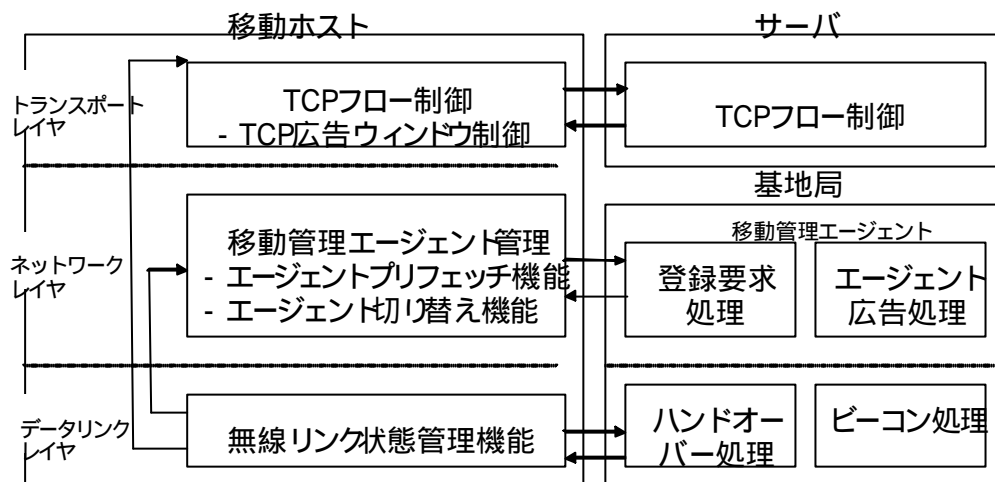 移動ホスト
サーバ
トランスポート
レイヤ
TCPフロー制御
- TCP広告ウィンドウ制御
TCPフロー制御
基地局
ネットワーク
レイヤ
移動管理エージェント管理
- エージェントプリフェッチ機能
- エージェント切り替え機能
移動管理エージェント
登録要求
処理
エージェント
広告処理
データリンク
レイヤ
無線リンク状態管理機能
ハンドオー
バー処理
ビーコン処理